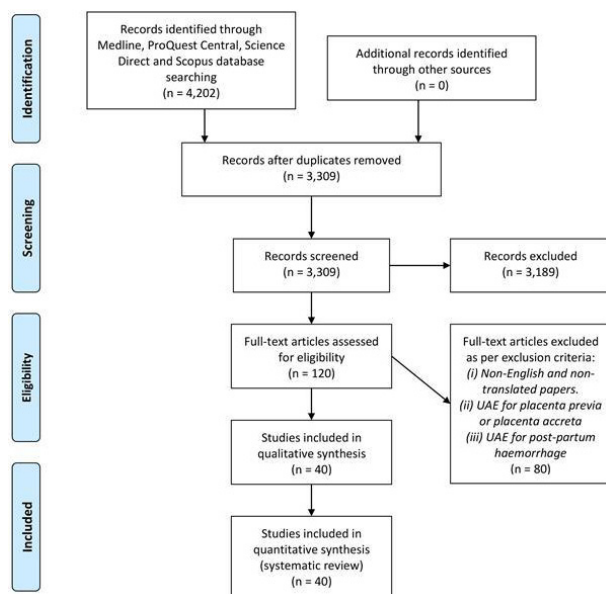 Identification
Records identified through
Medline, ProQuest Central, Science
Direct and Scopus database
searching
(n = 4,202)
Additional records identified
through other sources
(n = 0)
Records after duplicates removed
(n = 3,309)
Screening
Records screened
(n = 3,309)
Records excluded
(n = 3,189)
Eligibility
Full-text articles assessed
for eligibility
(n = 120)
Full-text articles excluded
as per exclusion criteria:
(i) Non-English and non-
translated papers.
(ii) UAE for placenta previa
or placenta accreta
(iii) UAE for post-partum
haemorrhage
(n = 80)
Studies included in
qualitative synthesis
(n = 40)
Included
Studies included in
quantitative synthesis
(systematic review)
(n = 40)